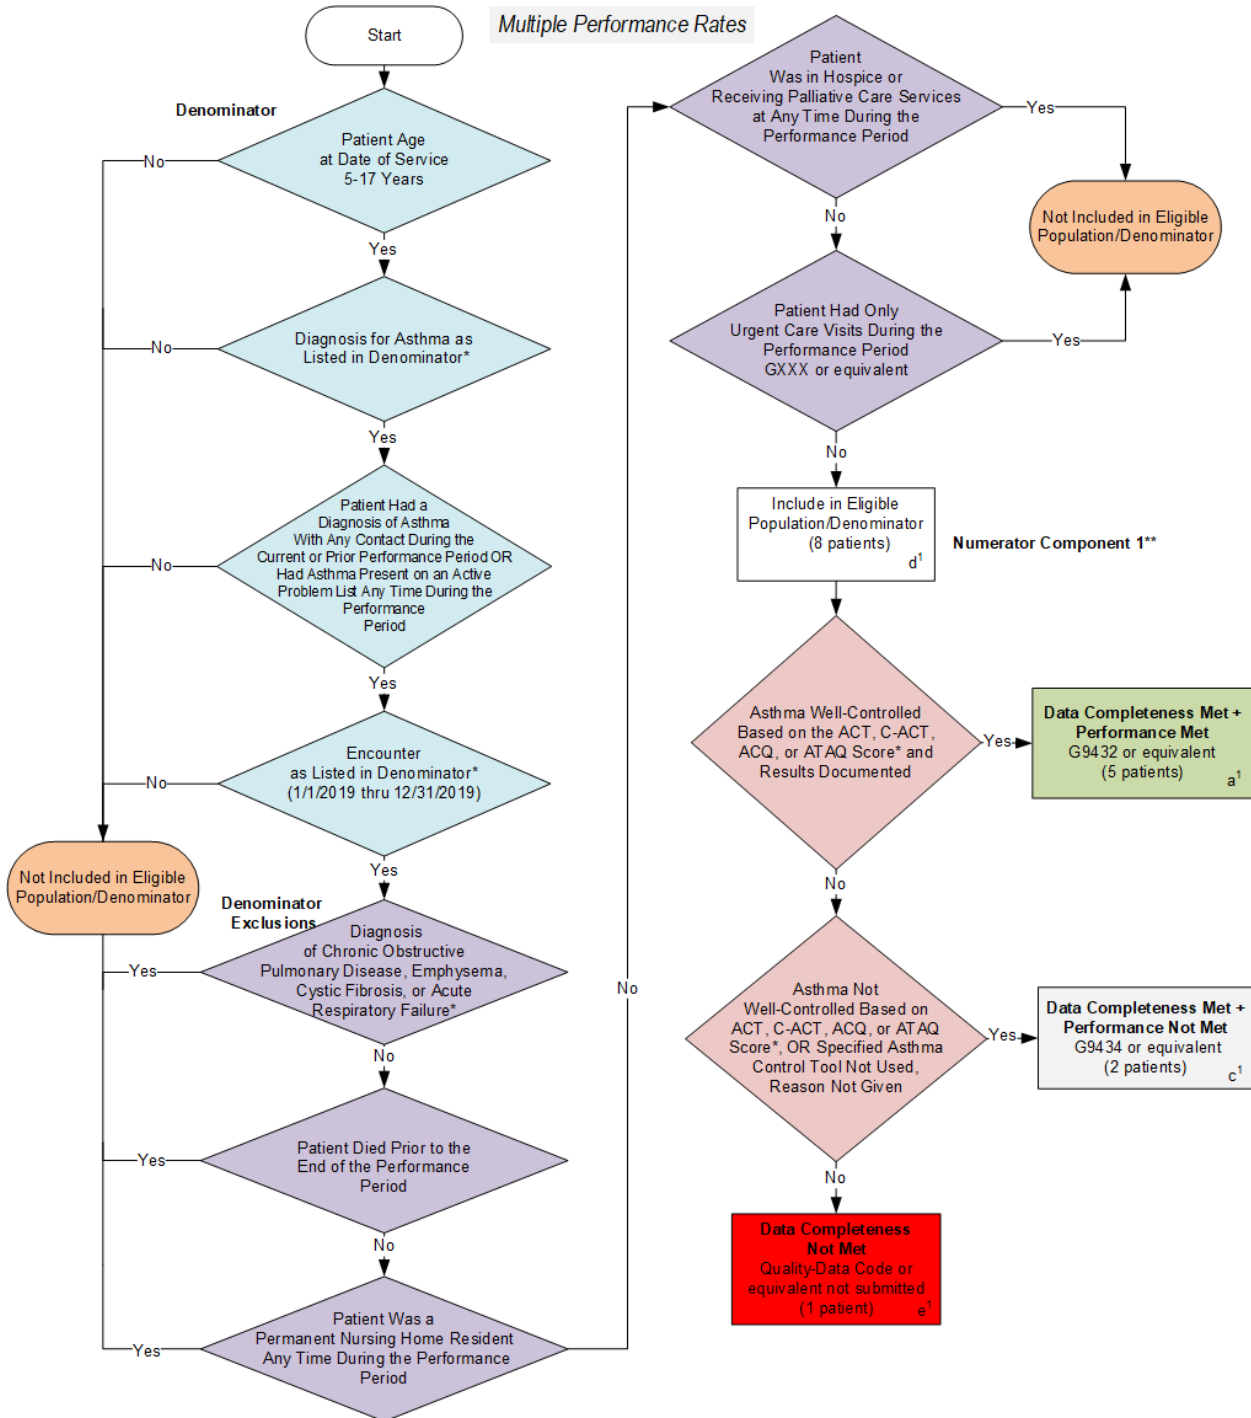 Multiple Performance Rates
Start
Denominator
Patient Age
at Date of Service
5-17 Years
No
Yes
Diagnosis for Asthma as
Listed in Denominator*
No
Yes
Patient Had a
Diagnosis of Asthma
With Any Contact During the
Current or Prior Performance Period OR
Had Asthma Present on an Active
Problem List Any Time During the
Performance
Period
No
Yes
Encounter
as Listed in Denominator*
(1/1/2019 thru 12/31/2019)
No
Yes
Not Included in Eligible
Population/Denominator
Denominator
Exclusions
Diagnosis
of Chronic Obstructive
Pulmonary Disease, Emphysema,
Cystic Fibrosis, or Acute
Respiratory Failure*
Yes
No
Patient Died Prior to the
End of the Performance
Period
Yes
No
Patient Was a
Permanent Nursing Home Resident
Any Time During the Performance
Period
Yes
No
Patient
Was in Hospice or
Receiving Palliative Care Services
at Any Time During the
Performance Period
Yes
No
Not Included in Eligible
Population/Denominator
Patient Had Only
Urgent Care Visits During the
Performance Period
GXXX or equivalent
Yes
No
Include in Eligible
Population/Denominator
(8 patients)
d¹
Numerator Component 1**
Asthma Well-Controlled
Based on the ACT, C-ACT,
ACQ, or ATAQ Score* and
Results Documented
Yes
Data Completeness Met +
Performance Met
G9432 or equivalent
(5 patients)
a¹
No
Asthma Not
Well-Controlled Based on
ACT, C-ACT, ACQ, or ATAQ
Score*, OR Specified Asthma
Control Tool Not Used,
Reason Not Given
Yes
Data Completeness Met +
Performance Not Met
G9434 or equivalent
(2 patients)
c¹
No
Data Completeness
Not Met
Quality-Data Code or
equivalent not submitted
(1 patient)
e¹